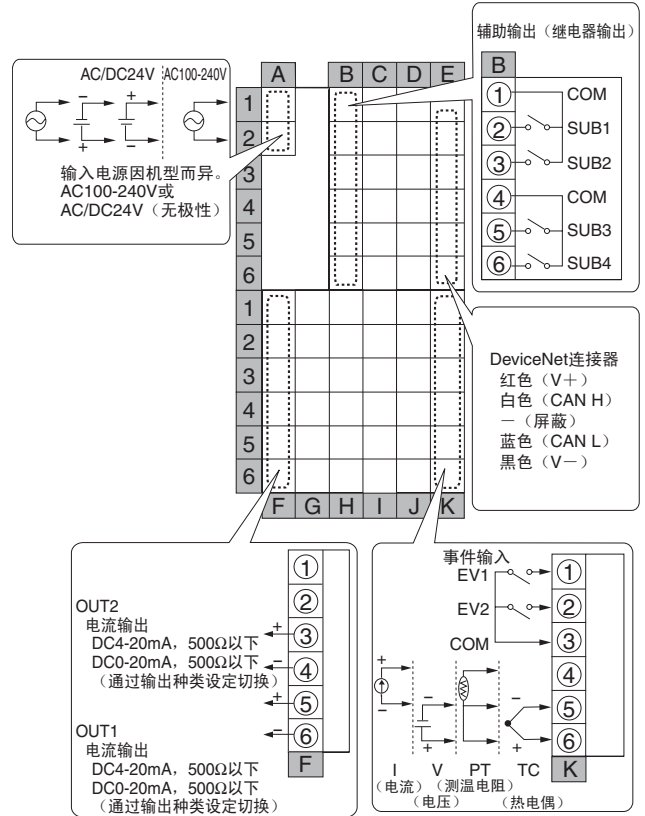 辅助输出（继电器输出）
B
① COM
② SUB1
③ SUB2
④ COM
⑤ SUB3
⑥ SUB4
AC/DC24V AC100-240V
－ ＋
＋ －
输入电源因机型而异。
AC100-240V或
AC/DC24V（无极性）
A B C D E
1
2
3
4
5
6
1
2
3
4
5
6
F G H I J K
DeviceNet连接器
红色（V＋）
白色（CAN H）
－（屏蔽）
蓝色（CAN L）
黑色（V－）
①
②
③
④
⑤
⑥
F
OUT2
电流输出
DC4-20mA，500Ω以下
DC0-20mA，500Ω以下
（通过输出种类设定切换）
＋
－
＋
－
OUT1
电流输出
DC4-20mA，500Ω以下
DC0-20mA，500Ω以下
（通过输出种类设定切换）
事件输入
EV1 ①
EV2 ②
COM ③
④
⑤
⑥
K
＋
－
－
＋
－
＋
I V PT TC
（电流）（测温电阻）
（电压） （热电偶）